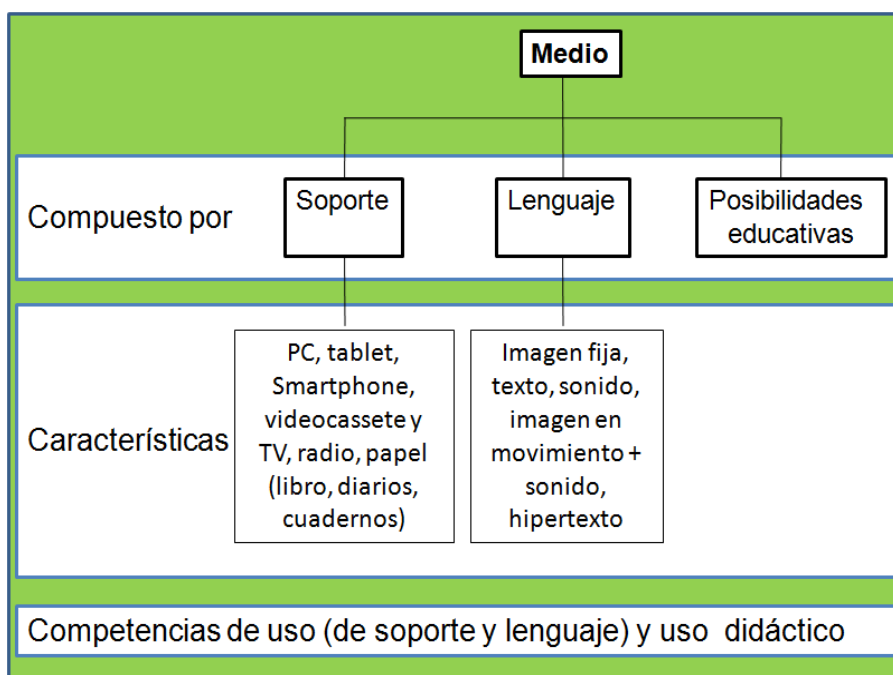 Medio
Compuesto por
Soporte
Lenguaje
Posibilidades
educativas
Características
PC, tablet,
Smartphone,
videocassete y
TV, radio, papel
(libro, diarios,
cuadernos)
Imagen fija,
texto, sonido,
imagen en
movimiento +
sonido,
hipertexto
Competencias de uso (de soporte y lenguaje) y uso didáctico